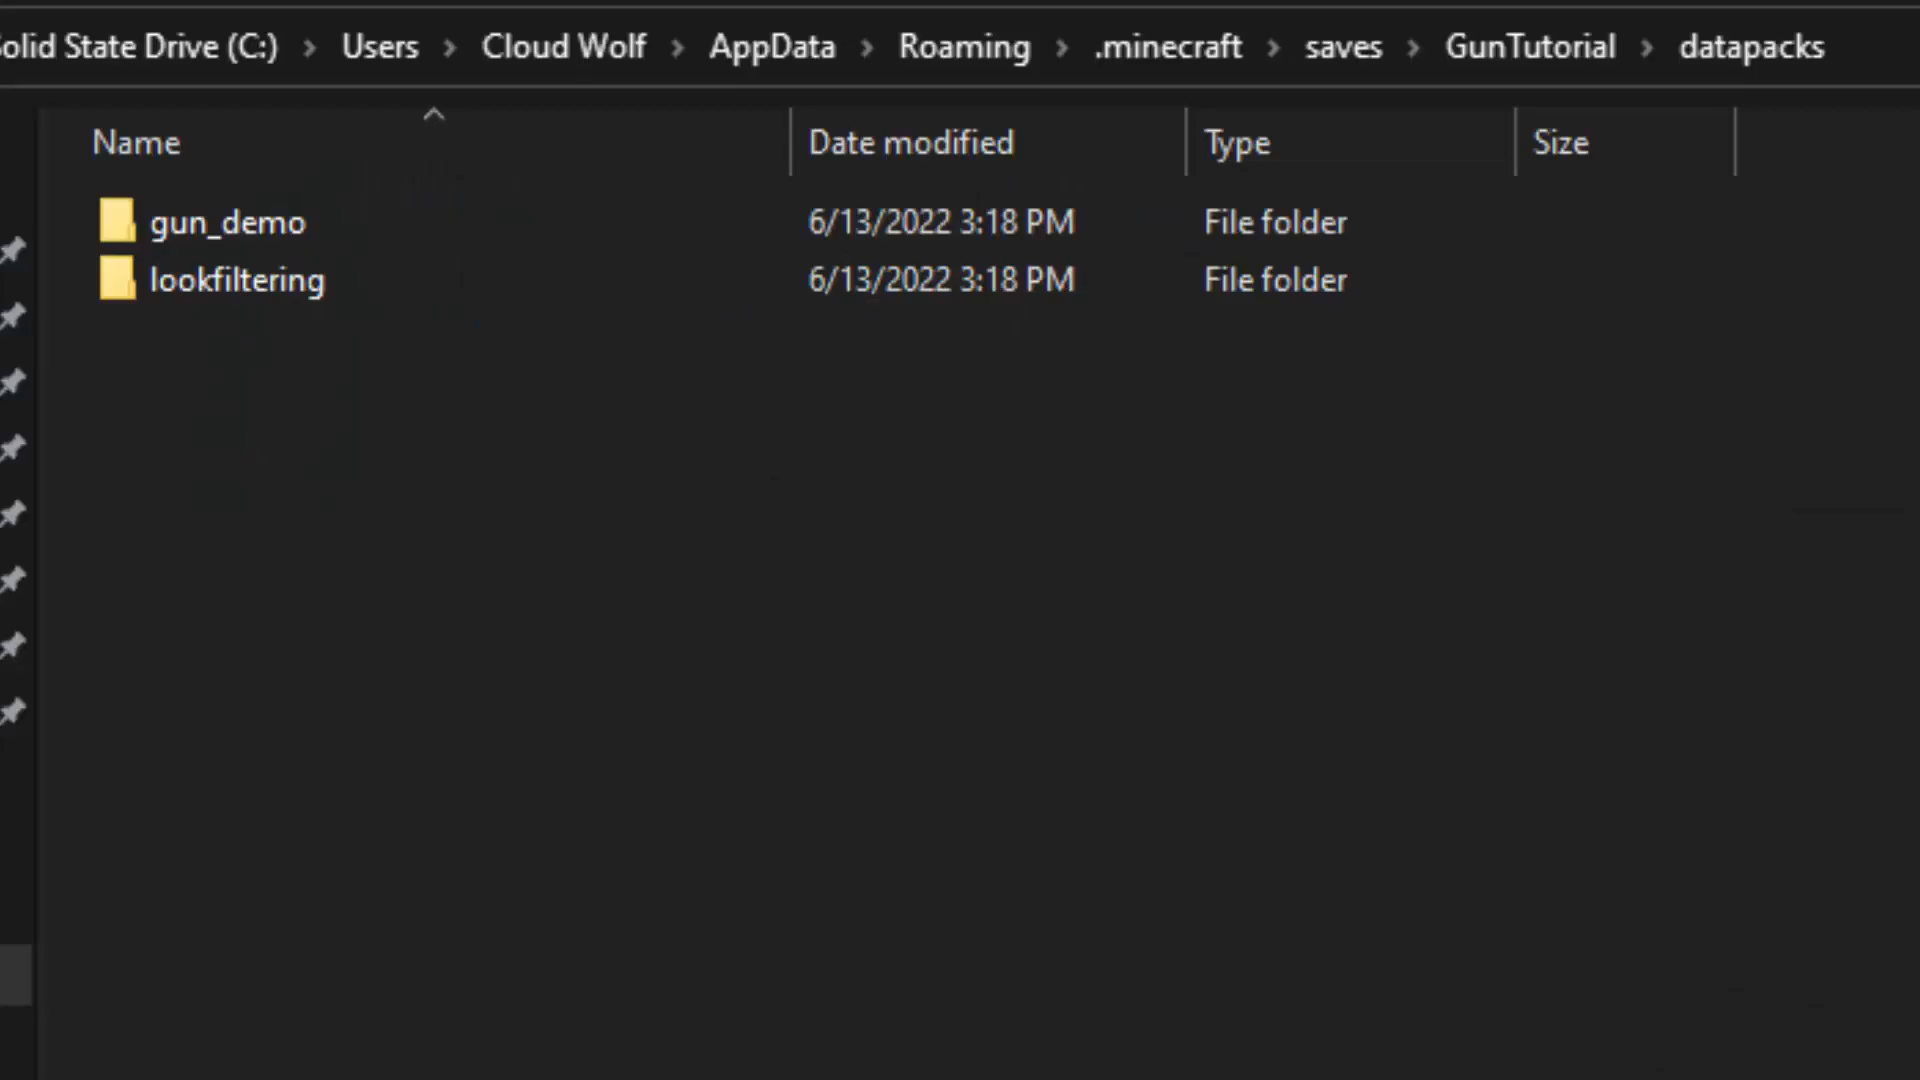 olid State Drive (C:) › Users › Cloud Wolf › AppData › Roaming › .minecraft › saves › GunTutorial › datapacks
Name Date modified Type Size
gun_demo 6/13/2022 3:18 PM File folder
lookfiltering 6/13/2022 3:18 PM File folder